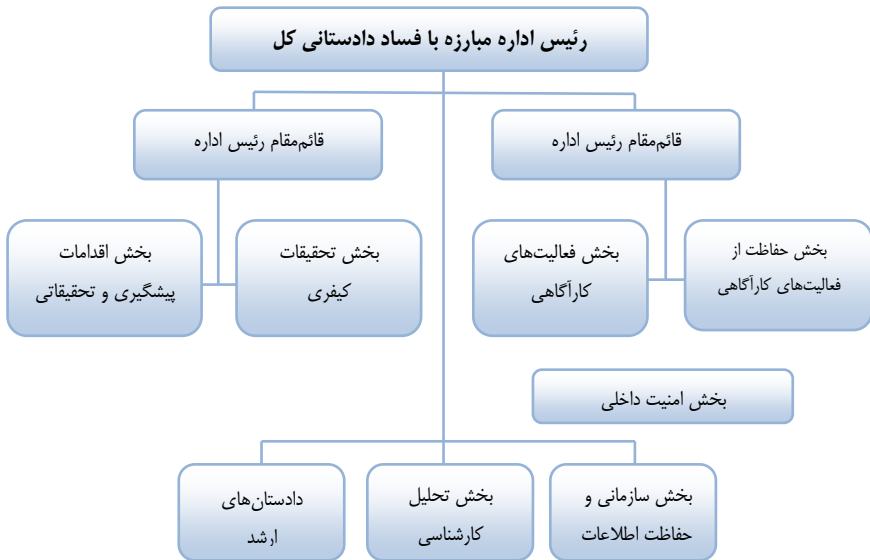 رئیس اداره مبارزه با فساد دادستانی کل
قائم‌مقام رئیس اداره
قائم‌مقام رئیس اداره
بخش حفاظت از
فعالیت‌های کارآگاهی
بخش فعالیت‌های
کارآگاهی
بخش تحقیقات
کیفری
بخش اقدامات
پیشگیری و تحقیقاتی
بخش امنیت داخلی
بخش سازمانی و
حفاظت اطلاعات
بخش تحلیل
کارشناسی
دادستان‌های
ارشد